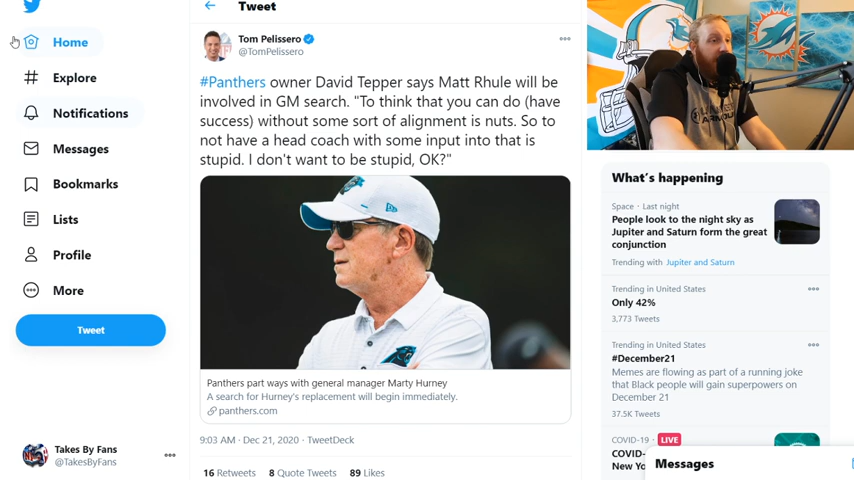 Tweet
Home
Explore
Notifications
Messages
Bookmarks
Lists
Profile
More
Tweet
Takes By Fans
@TakesByFans
Tom Pelissero
@TomPelissero
#Panthers owner David Tepper says Matt Rhule will be
involved in GM search. "To think that you can do (have
success) without some sort of alignment is nuts. So to
not have a head coach with some input into that is
stupid. I don't want to be stupid, OK?"
Panthers part ways with general manager Marty Hurney
A search for Hurney's replacement will begin immediately.
panthers.com
9:03 AM · Dec 21, 2020 · TweetDeck
16 Retweets 8 Quote Tweets 89 Likes
What's happening
Space · Last night
People look to the night sky as
Jupiter and Saturn form the great
conjunction
Trending with Jupiter and Saturn
Trending in United States
Only 42%
3,773 Tweets
Trending in United States
#December21
Memes are flowing as part of a running joke
that Black people will gain superpowers on
December 21
37.5K Tweets
COVID-19 · LIVE
COVID-
New Yo
Messages